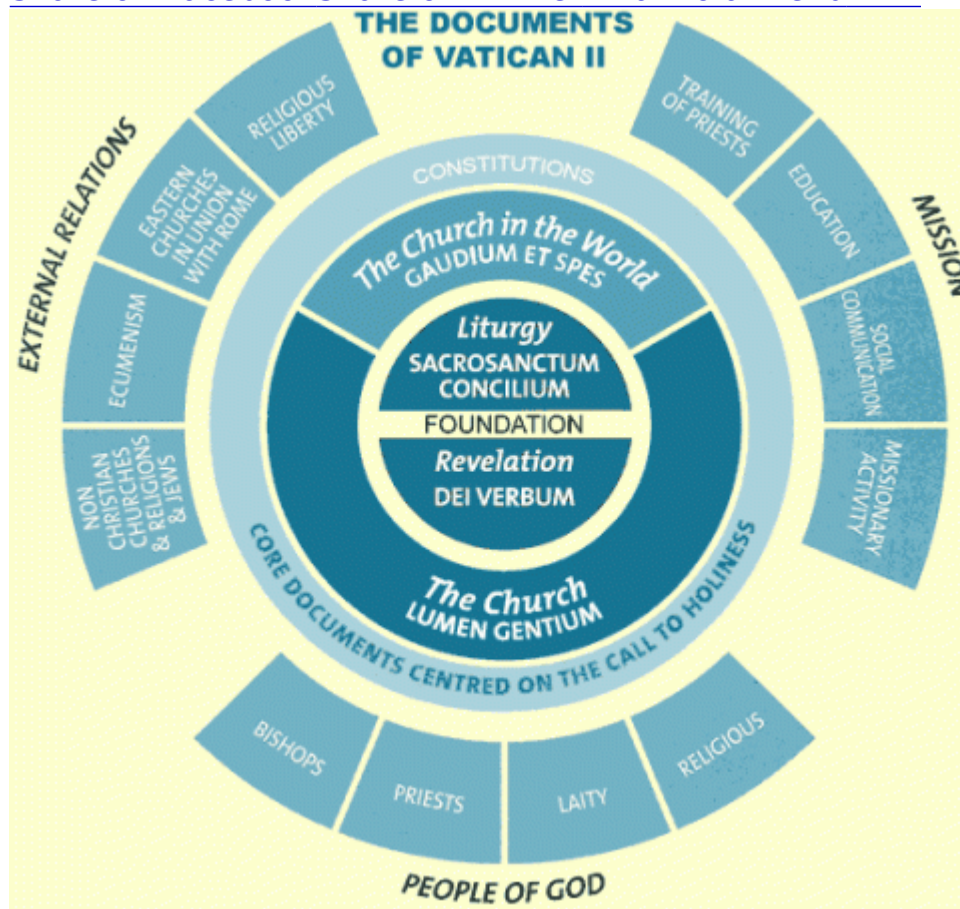 THE DOCUMENTS
OF VATICAN II
EXTERNAL RELATIONS
RELIGIOUS
LIBERTY
EASTERN
CHURCHES
IN UNION
WITH ROME
ECUMENISM
NON
CHRISTIAN
CHURCHES
& RELIGIONS
& JEWS
MISSION
TRAINING
OF PRIESTS
EDUCATION
SOCIAL
COMMUNICATION
MISSIONARY
ACTIVITY
CONSTITUTIONS
The Church in the World
GAUDIUM ET SPES
Liturgy
SACROSANCTUM
CONCILIUM
FOUNDATION
Revelation
DEI VERBUM
The Church
LUMEN GENTIUM
CORE DOCUMENTS CENTRED ON THE CALL TO HOLINESS
BISHOPS
PRIESTS
LAITY
RELIGIOUS
PEOPLE OF GOD